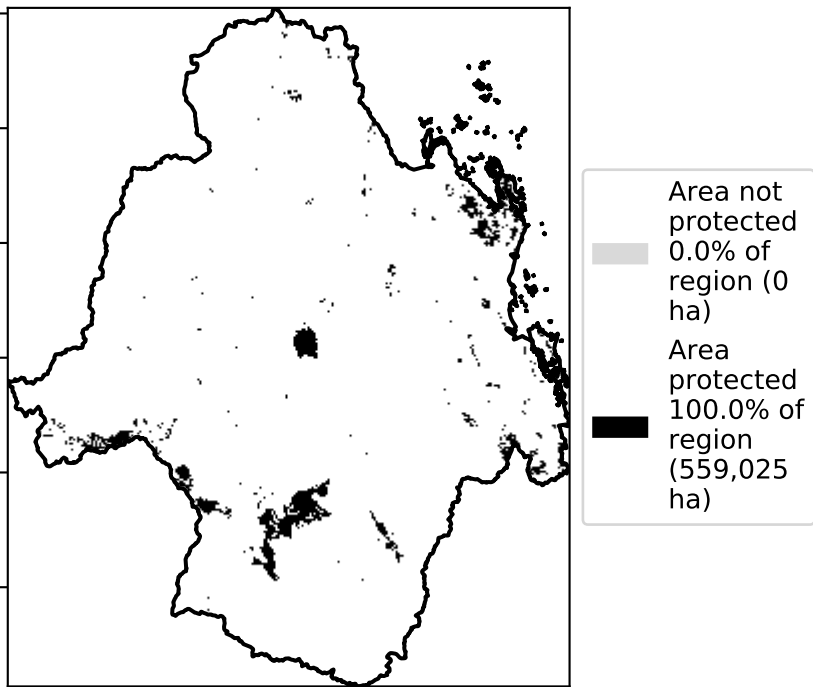 Area not
protected
0.0% of
region (0
ha)
Area
protected
100.0% of
region
(559,025
ha)